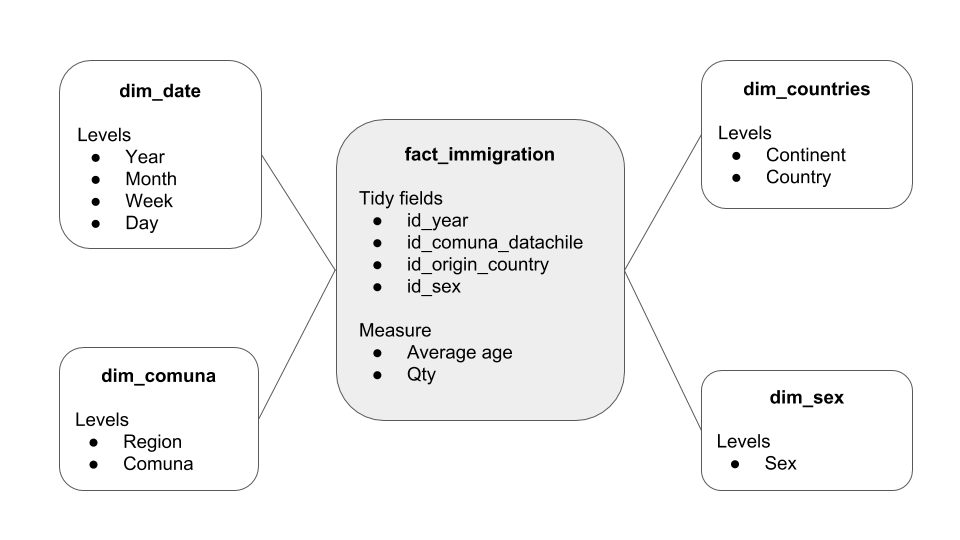 dim_date
Levels
● Year
● Month
● Week
● Day
dim_comuna
Levels
● Region
● Comuna
fact_immigration
Tidy fields
● id_year
● id_comuna_datachile
● id_origin_country
● id_sex
Measure
● Average age
● Qty
dim_countries
Levels
● Continent
● Country
dim_sex
Levels
● Sex